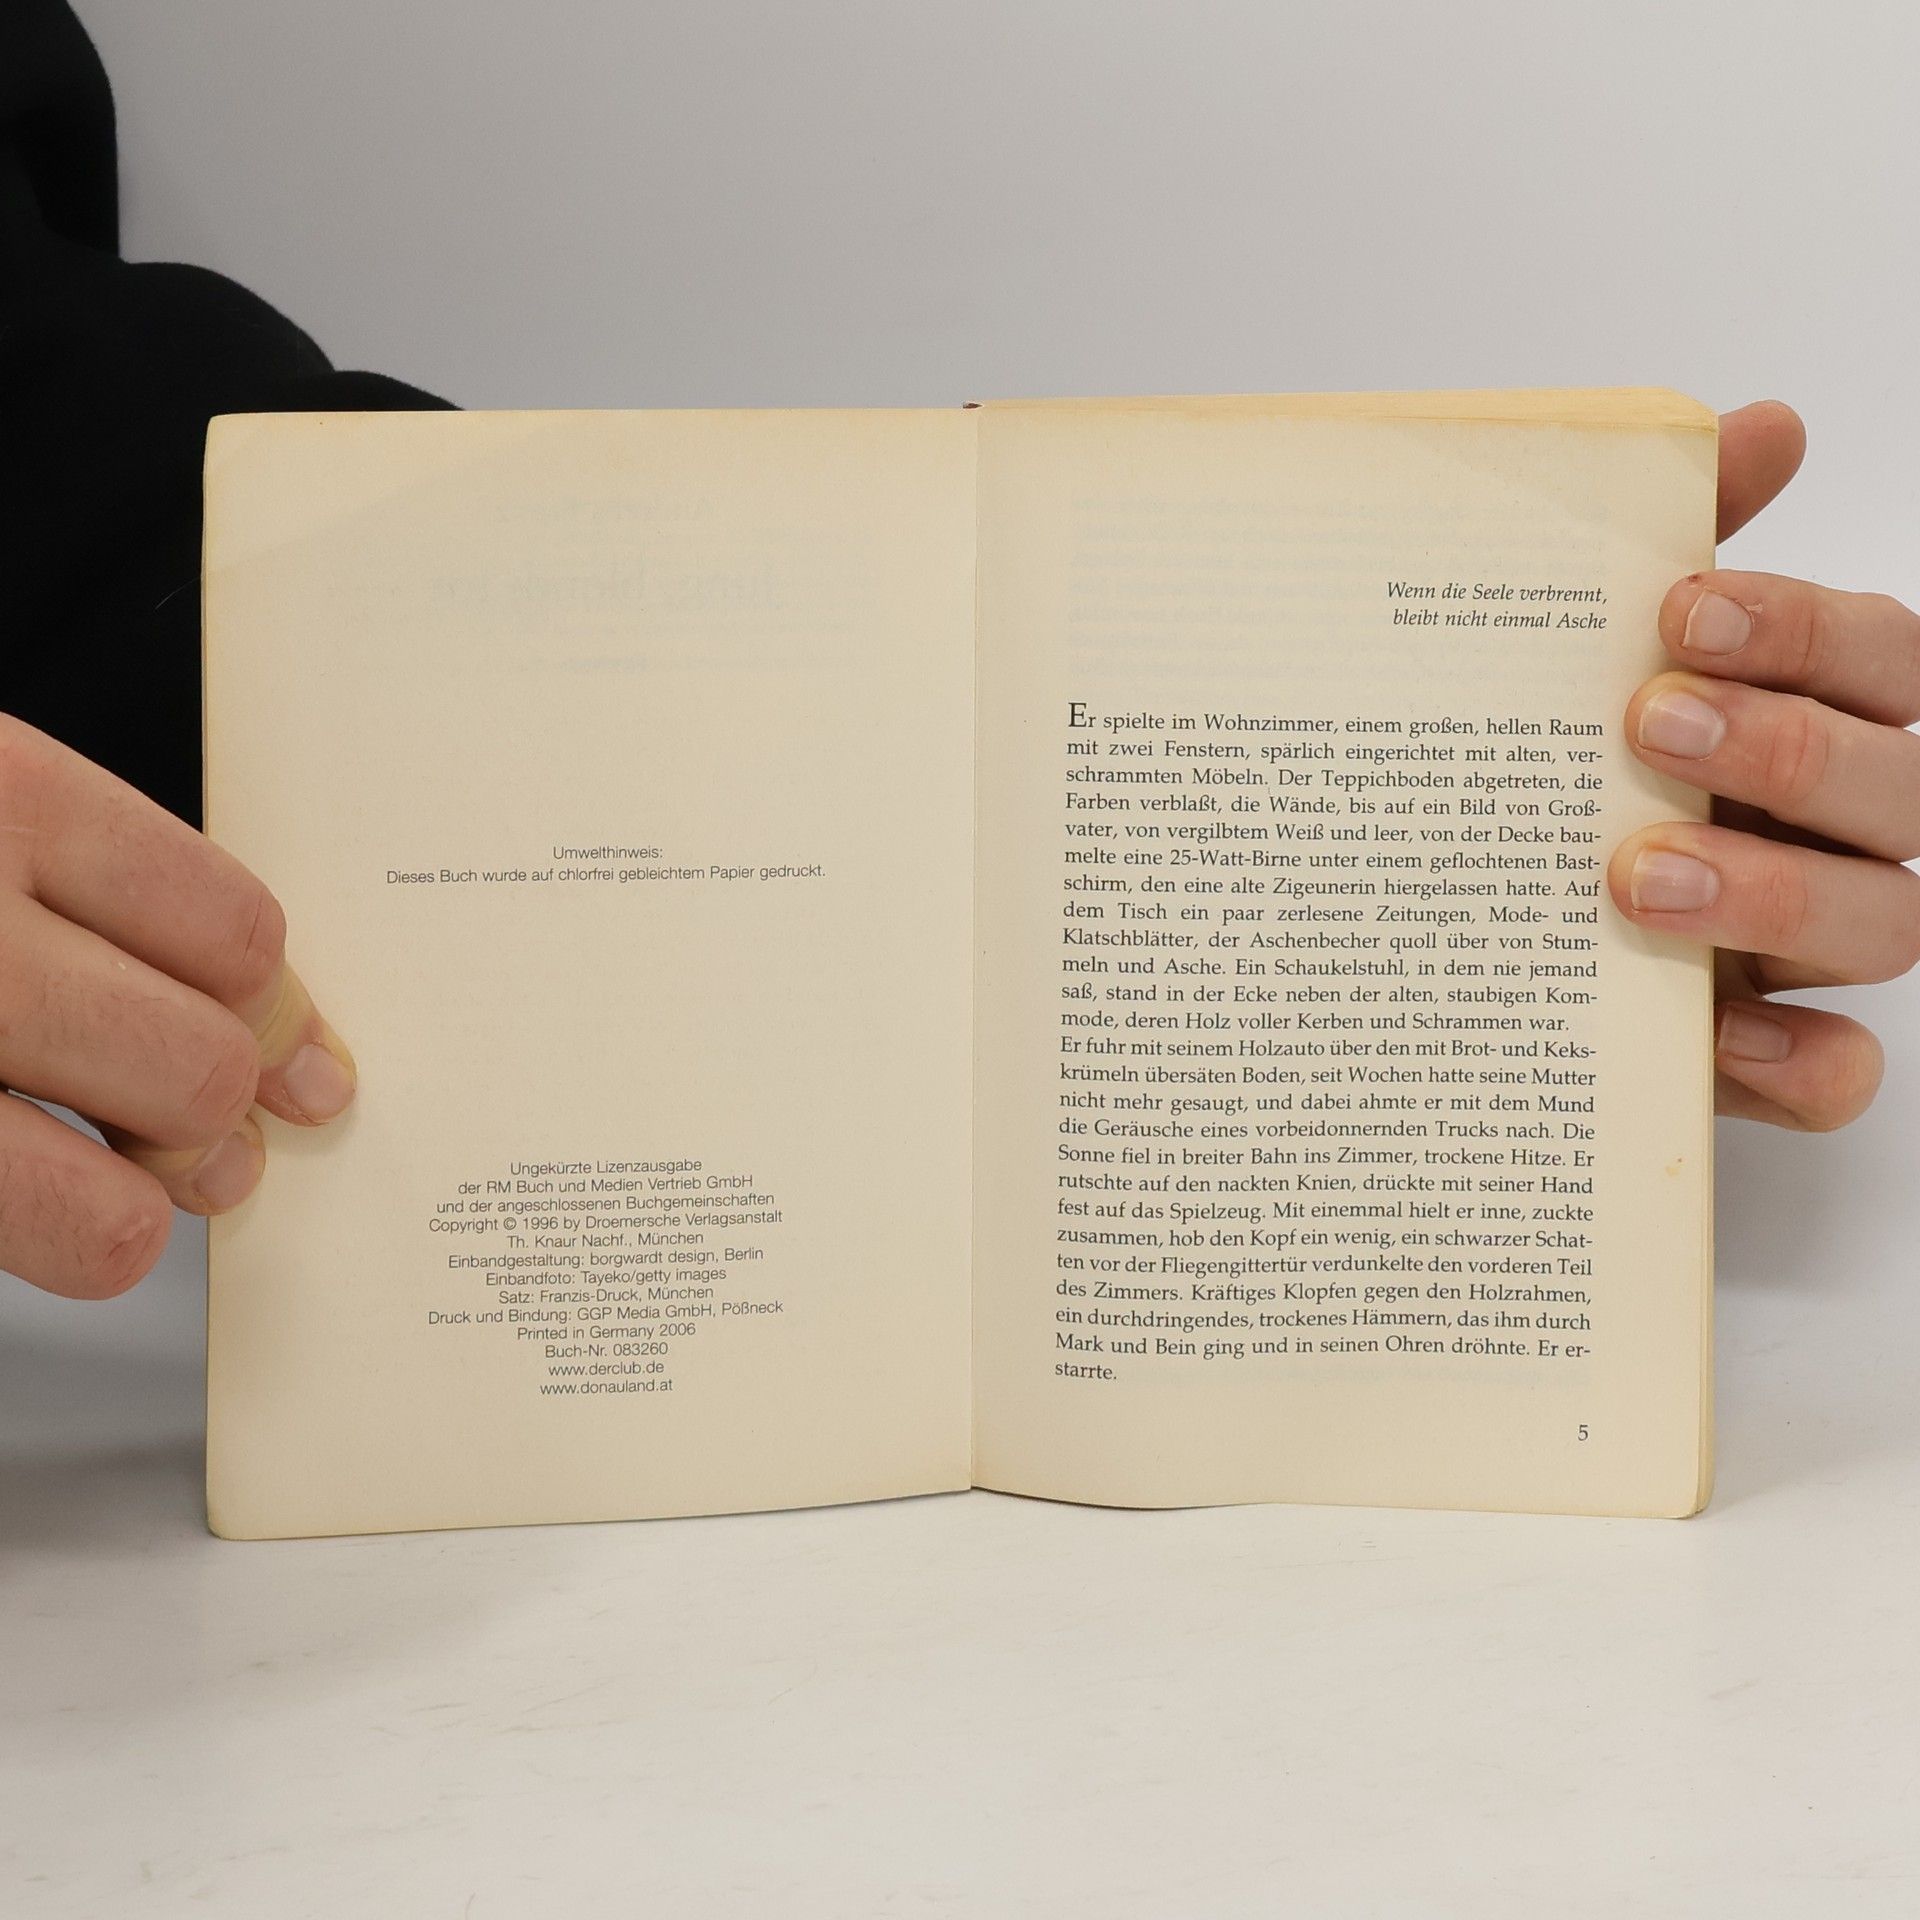 Umwelthinweis:
Dieses Buch wurde auf chlorfrei gebleichtem Papier gedruckt.
Ungekürzte Lizenzausgabe
der RM Buch und Medien Vertrieb GmbH
und der angeschlossenen Buchgemeinschaften
Copyright © 1996 by Droemersche Verlagsanstalt
Th. Knaur Nachf., München
Einbandgestaltung: borgwardt design, Berlin
Einbandfoto: Tayeko/getty images
Satz: Franzis-Druck, München
Druck und Bindung: GGP Media GmbH, Pößneck
Printed in Germany 2006
Buch-Nr. 083260
www.derclub.de
www.donauland.at
Wenn die Seele verbrennt,
bleibt nicht einmal Asche
Er spielte im Wohnzimmer, einem großen, hellen Raum
mit zwei Fenstern, spärlich eingerichtet mit alten, ver-
schrammten Möbeln. Der Teppichboden abgetreten, die
Farben verblaßt, die Wände, bis auf ein Bild von Groß-
vater, von vergilbtem Weiß und leer, von der Decke bau-
melte eine 25-Watt-Birne unter einem geflochtenen Bast-
schirm, den eine alte Zigeunerin hiergelassen hatte. Auf
dem Tisch ein paar zerlesene Zeitungen, Mode- und
Klatschblätter, der Aschenbecher quoll über von Stum-
meln und Asche. Ein Schaukelstuhl, in dem nie jemand
saß, stand in der Ecke neben der alten, staubigen Kom-
mode, deren Holz voller Kerben und Schrammen war.
Er fuhr mit seinem Holzauto über den mit Brot- und Keks-
krümeln übersäten Boden, seit Wochen hatte seine Mutter
nicht mehr gesaugt, und dabei ahmte er mit dem Mund
die Geräusche eines vorbeidonnernden Trucks nach. Die
Sonne fiel in breiter Bahn ins Zimmer, trockene Hitze. Er
rutschte auf den nackten Knien, drückte mit seiner Hand
fest auf das Spielzeug. Mit einemmal hielt er inne, zuckte
zusammen, hob den Kopf ein wenig, ein schwarzer Schat-
ten vor der Fliegengittertür verdunkelte den vorderen Teil
des Zimmers. Kräftiges Klopfen gegen den Holzrahmen,
ein durchdringendes, trockenes Hämmern, das ihm durch
Mark und Bein ging und in seinen Ohren dröhnte. Er er-
starrte.
5